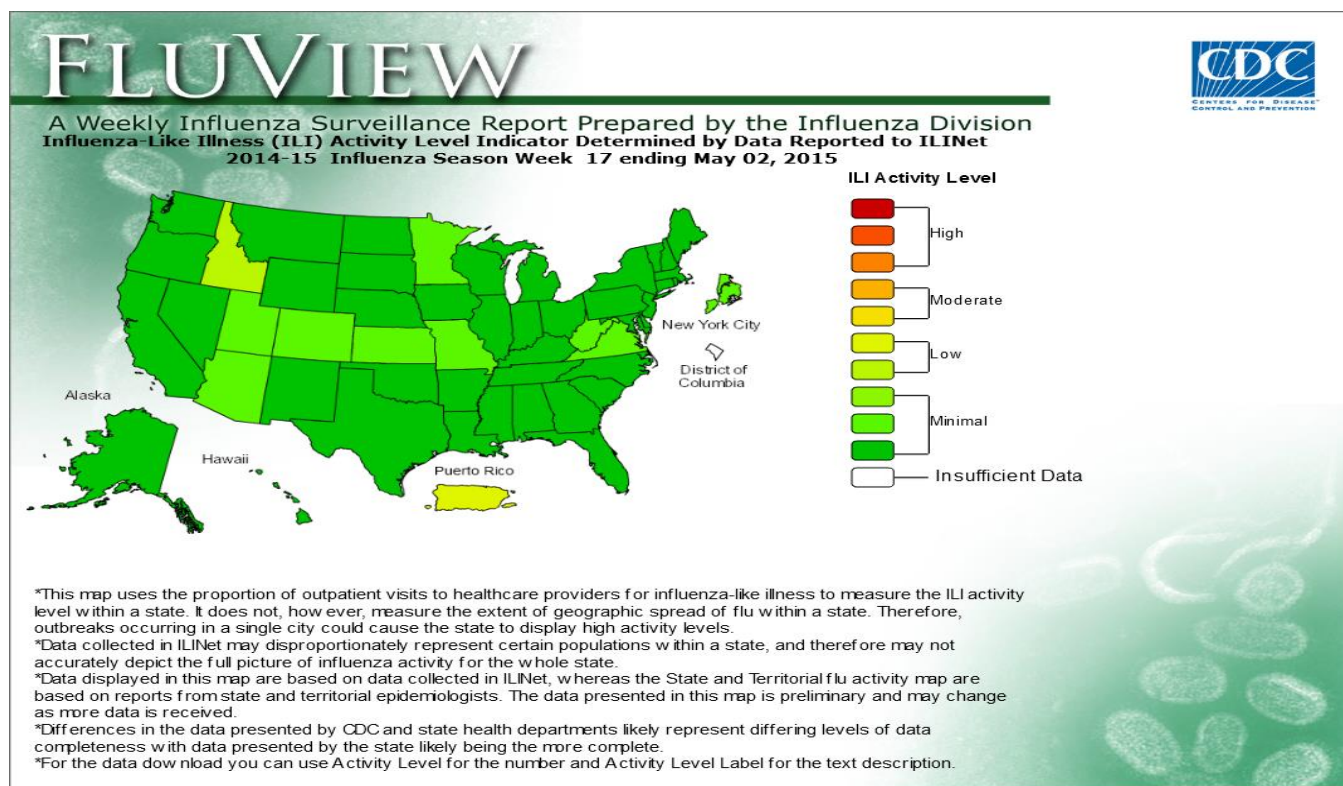 FLUVIEW
CDC
CENTERS FOR DISEASE™
CONTROL AND PREVENTION
A Weekly Influenza Surveillance Report Prepared by the Influenza Division
Influenza-Like Illness (ILI) Activity Level Indicator Determined by Data Reported to ILINet
2014-15 Influenza Season Week 17 ending May 02, 2015
ILI Activity Level
High
Moderate
Low
Minimal
Insufficient Data
New York City
District of
Columbia
Alaska
Hawaii
Puerto Rico
*This map uses the proportion of outpatient visits to healthcare providers for influenza-like illness to measure the ILI activity
level within a state. It does not, however, measure the extent of geographic spread of flu within a state. Therefore,
outbreaks occurring in a single city could cause the state to display high activity levels.
*Data collected in ILINet may disproportionately represent certain populations within a state, and therefore may not
accurately depict the full picture of influenza activity for the whole state.
*Data displayed in this map are based on data collected in ILINet, whereas the State and Territorial flu activity map are
based on reports from state and territorial epidemiologists. The data presented in this map is preliminary and may change
as more data is received.
*Differences in the data presented by CDC and state health departments likely represent differing levels of data
completeness with data presented by the state likely being the more complete.
*For the data download you can use Activity Level for the number and Activity Level Label for the text description.